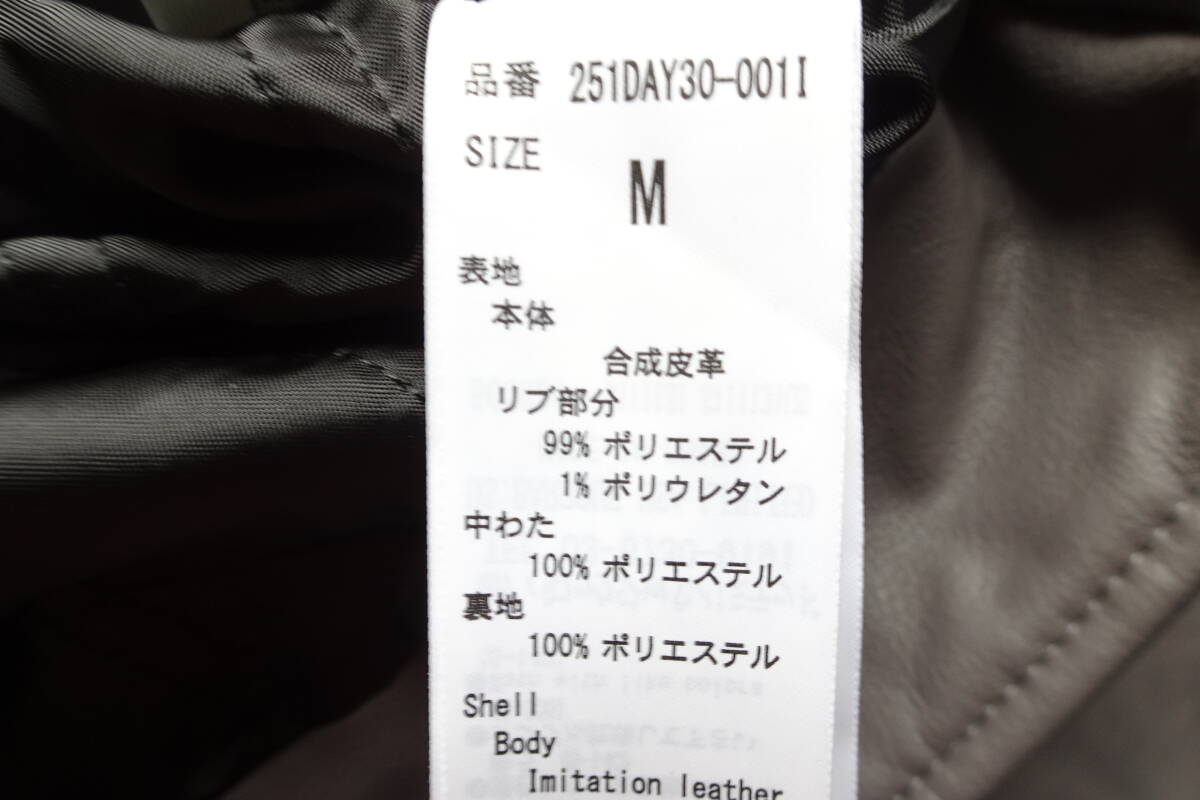 品番 251DAY30-001I
SIZE
M
表地
本体
合成皮革
リブ部分
99% ポリエステル
1% ポリウレタン
中わた
100% ポリエステル
裏地
100% ポリエステル
Shell
Body
Imitation leather